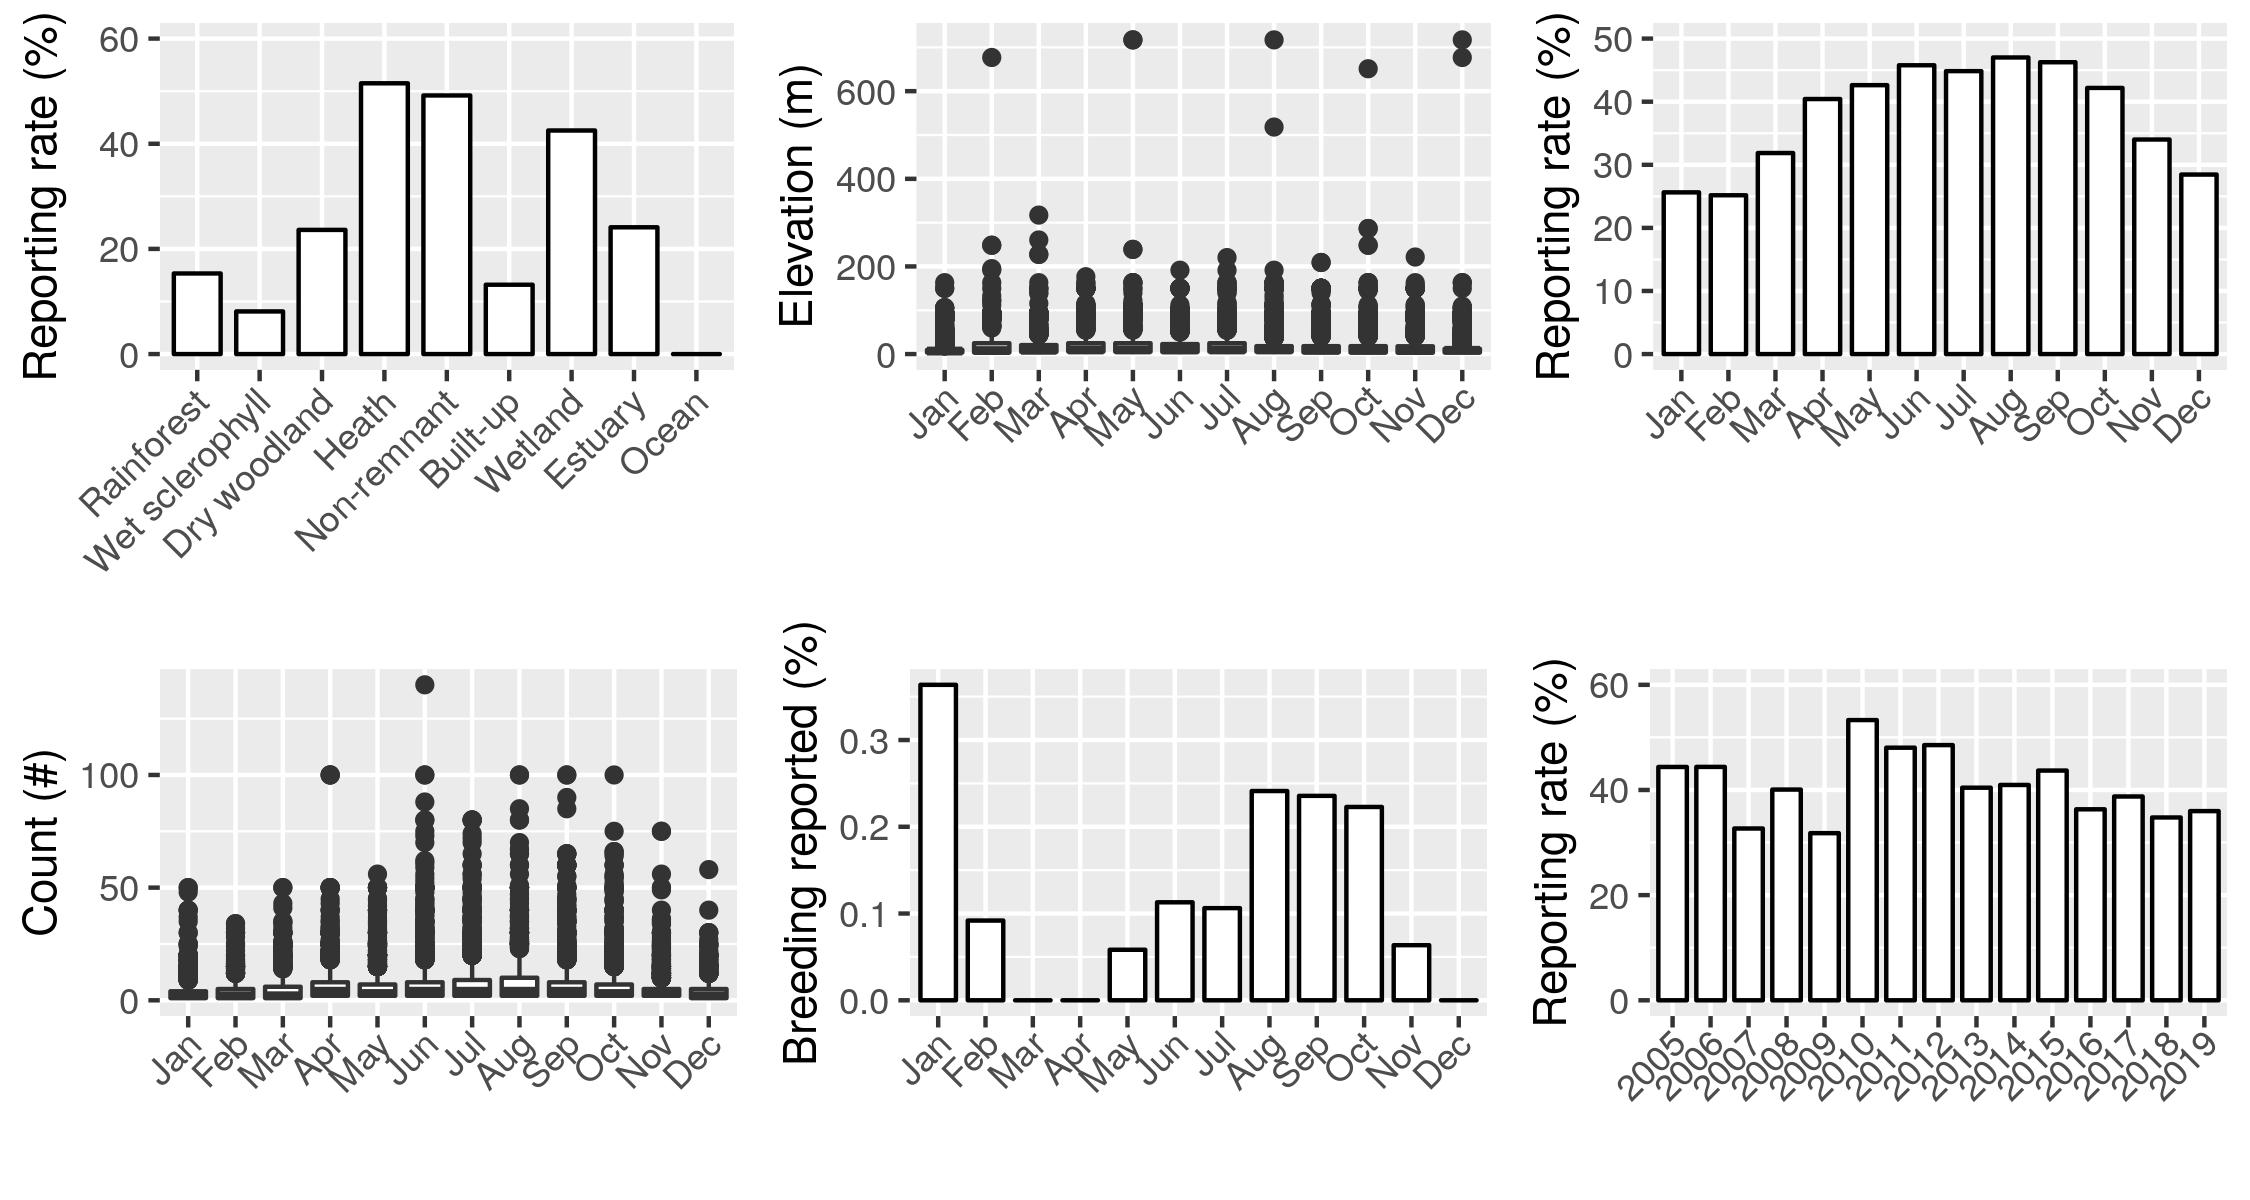 Reporting rate (%)
60
40
20
0
Rainforest
Wet sclerophyll
Dry woodland
Heath
Non-remnant
Built-up
Wetland
Estuary
Ocean
Elevation (m)
600
400
200
0
Jan
Feb
Mar
Apr
May
Jun
Jul
Aug
Sep
Oct
Nov
Dec
Reporting rate (%)
50
40
30
20
10
0
Jan
Feb
Mar
Apr
May
Jun
Jul
Aug
Sep
Oct
Nov
Dec
Count (#)
100
50
0
Jan
Feb
Mar
Apr
May
Jun
Jul
Aug
Sep
Oct
Nov
Dec
Breeding reported (%)
0.3
0.2
0.1
0.0
Jan
Feb
Mar
Apr
May
Jun
Jul
Aug
Sep
Oct
Nov
Dec
Reporting rate (%)
60
40
20
0
2005
2006
2007
2008
2009
2010
2011
2012
2013
2014
2015
2016
2017
2018
2019